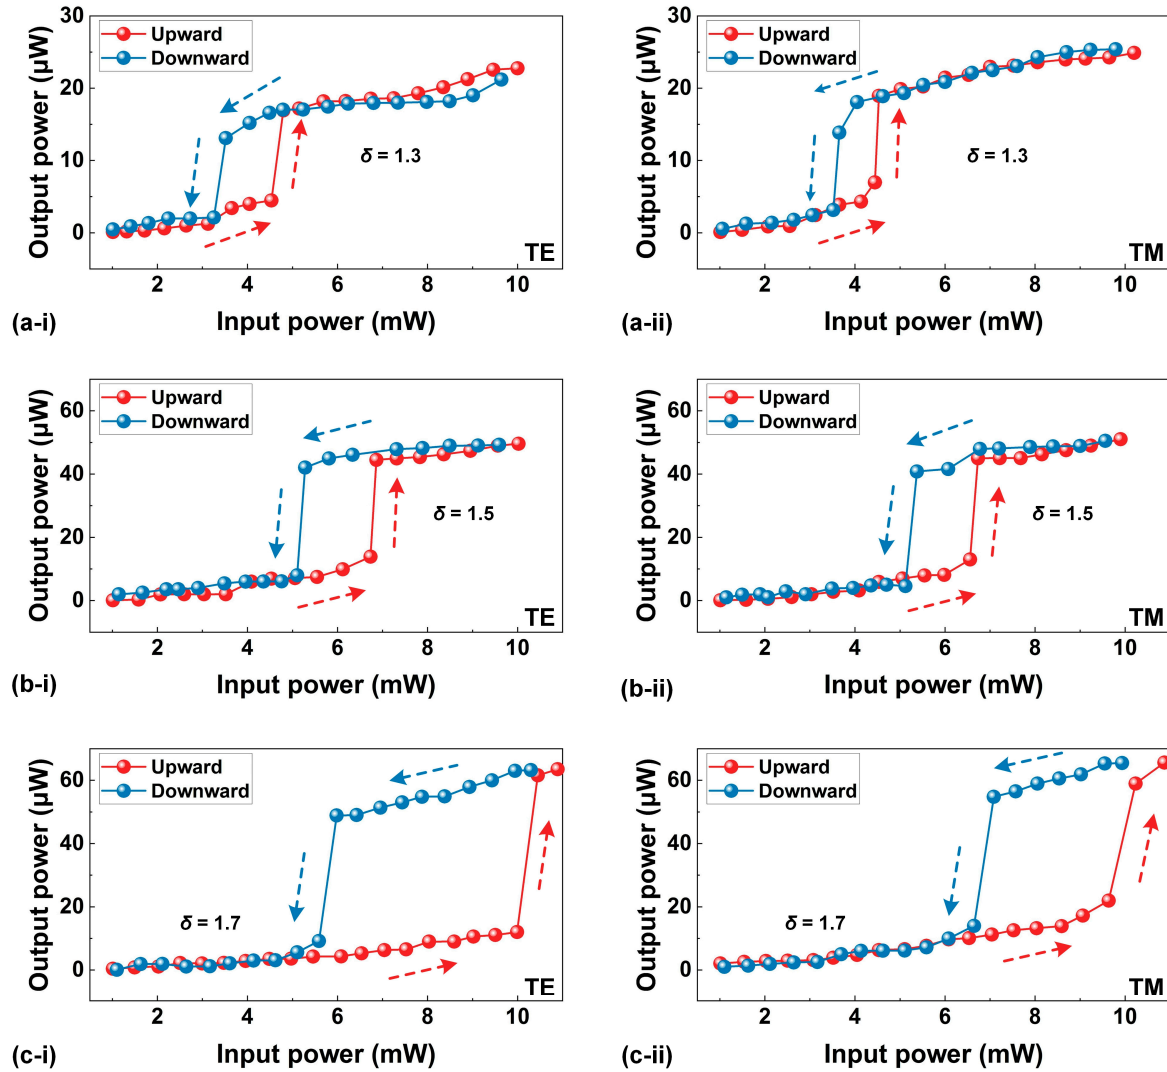 30
20
10
0
Output power (μW)
Upward
Downward
δ = 1.3
TE
2 4 6 8 10
(a-i)
Input power (mW)
30
20
10
0
Output power (μW)
Upward
Downward
δ = 1.3
TM
2 4 6 8 10
(a-ii)
Input power (mW)
60
40
20
0
Output power (μW)
Upward
Downward
δ = 1.5
TE
2 4 6 8 10
(b-i)
Input power (mW)
60
40
20
0
Output power (μW)
Upward
Downward
δ = 1.5
TM
2 4 6 8 10
(b-ii)
Input power (mW)
60
40
20
0
Output power (μW)
Upward
Downward
δ = 1.7
TE
2 4 6 8 10
(c-i)
Input power (mW)
60
40
20
0
Output power (μW)
Upward
Downward
δ = 1.7
TM
2 4 6 8 10
(c-ii)
Input power (mW)